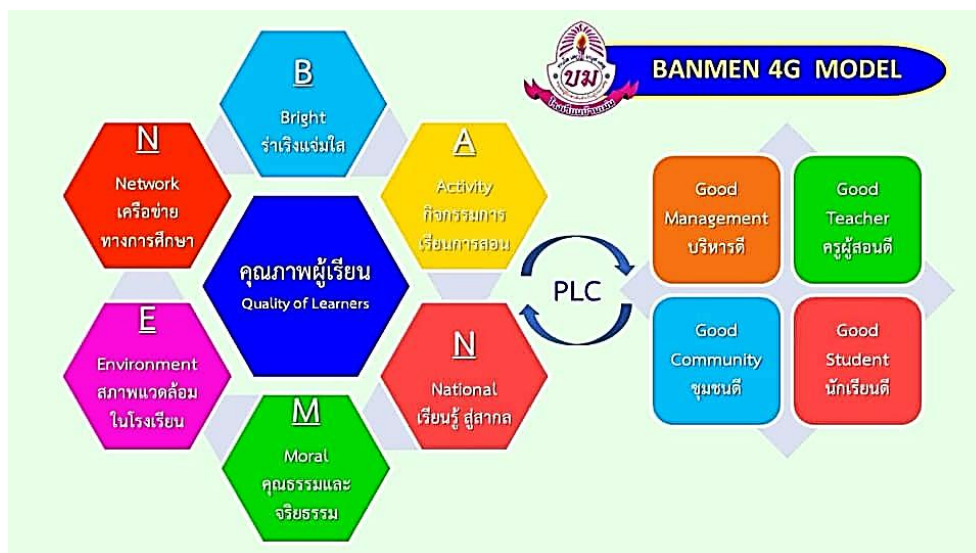 บม
BANMEN 4G MODEL
B
Bright
ร่าเริงแจ่มใส
A
Activity
กิจกรรมการ
เรียนการสอน
N
National
เรียนรู้ สู่สากล
M
Moral
คุณธรรมและ
จริยธรรม
E
Environment
สภาพแวดล้อม
ในโรงเรียน
N
Network
เครือข่าย
ทางการศึกษา
คุณภาพผู้เรียน
Quality of Learners
PLC
Good
Management
บริหารดี
Good
Teacher
ครูผู้สอนดี
Good
Community
ชุมชนดี
Good
Student
นักเรียนดี